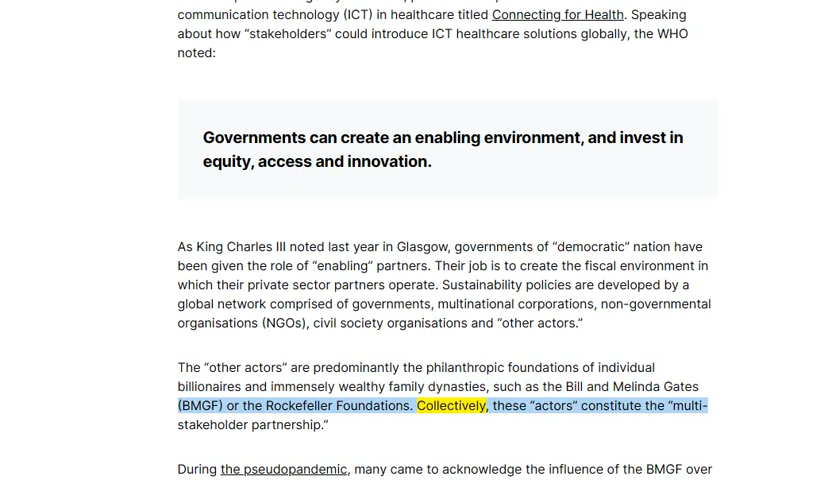 communication technology (ICT) in healthcare titled Connecting for Health. Speaking
about how “stakeholders” could introduce ICT healthcare solutions globally, the WHO
noted:
Governments can create an enabling environment, and invest in
equity, access and innovation.
As King Charles III noted last year in Glasgow, governments of “democratic” nation have
been given the role of “enabling” partners. Their job is to create the fiscal environment in
which their private sector partners operate. Sustainability policies are developed by a
global network comprised of governments, multinational corporations, non-governmental
organisations (NGOs), civil society organisations and “other actors.”
The “other actors” are predominantly the philanthropic foundations of individual
billionaires and immensely wealthy family dynasties, such as the Bill and Melinda Gates
(BMGF) or the Rockefeller Foundations. Collectively, these “actors” constitute the “multi-
stakeholder partnership.”
During the pseudopandemic, many came to acknowledge the influence of the BMGF over